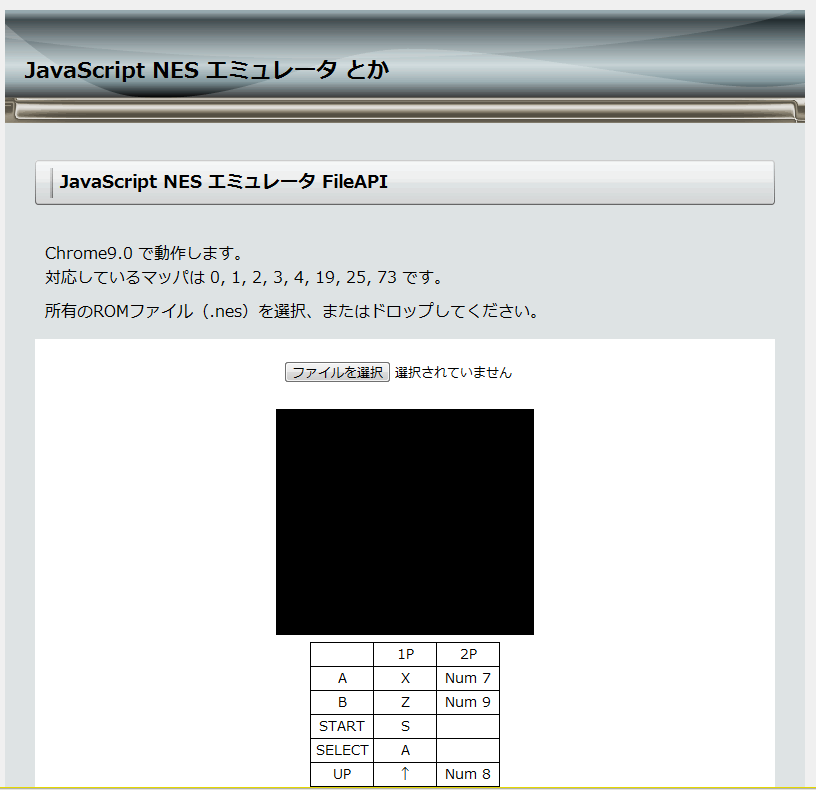 JavaScript NES エミュレータ とか
JavaScript NES エミュレータ FileAPI
Chrome9.0 で動作します。
対応しているマッパは 0, 1, 2, 3, 4, 19, 25, 73 です。
所有のROMファイル（.nes）を選択、またはドロップしてください。
ファイルを選択 選択されていません
1P 2P
A X Num 7
B Z Num 9
START S
SELECT A
UP ↑ Num 8